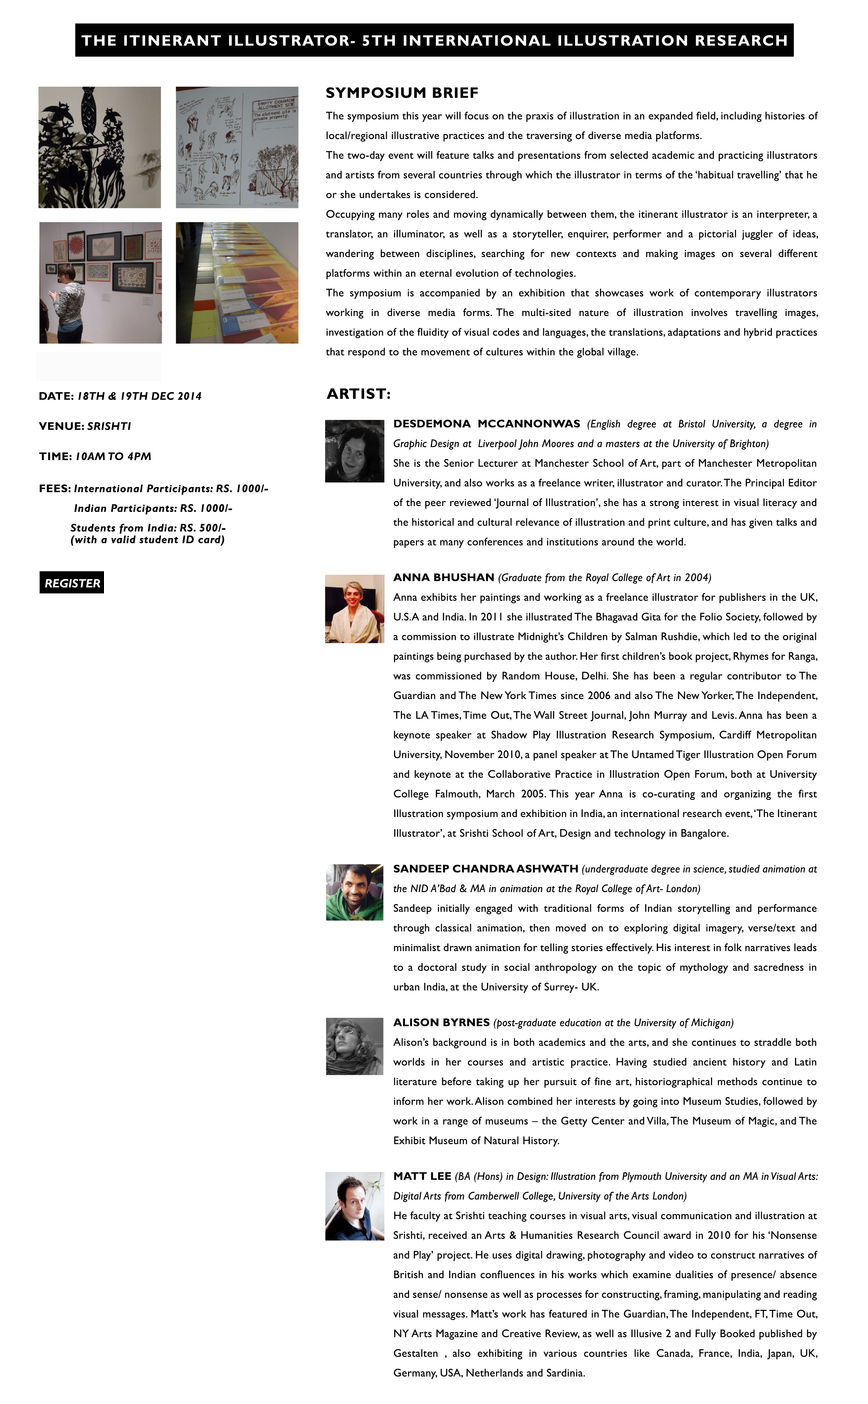 THE ITINERANT ILLUSTRATOR- 5TH INTERNATIONAL ILLUSTRATION RESEARCH
EMPTY COMMON
ALLOTMENT SITE
The allotment site is
private property.
DATE: 18TH & 19TH DEC 2014
VENUE: SRISHTI
TIME: 10AM TO 4PM
FEES: International Participants: RS. 1000/-
Indian Participants: RS. 1000/-
Students from India: RS. 500/-
(with a valid student ID card)
REGISTER
SYMPOSIUM BRIEF
The symposium this year will focus on the praxis of illustration in an expanded field, including histories of
local/regional illustrative practices and the traversing of diverse media platforms.
The two-day event will feature talks and presentations from selected academic and practicing illustrators
and artists from several countries through which the illustrator in terms of the ‘habitual travelling’ that he
or she undertakes is considered.
Occupying many roles and moving dynamically between them, the itinerant illustrator is an interpreter, a
translator, an illuminator, as well as a storyteller, enquirer, performer and a pictorial juggler of ideas,
wandering between disciplines, searching for new contexts and making images on several different
platforms within an eternal evolution of technologies.
The symposium is accompanied by an exhibition that showcases work of contemporary illustrators
working in diverse media forms. The multi-sited nature of illustration involves travelling images,
investigation of the fluidity of visual codes and languages, the translations, adaptations and hybrid practices
that respond to the movement of cultures within the global village.
ARTIST:
DESDEMONA MCCANNONWAS (English degree at Bristol University, a degree in
Graphic Design at Liverpool John Moores and a masters at the University of Brighton)
She is the Senior Lecturer at Manchester School of Art, part of Manchester Metropolitan
University, and also works as a freelance writer, illustrator and curator. The Principal Editor
of the peer reviewed ‘Journal of Illustration’, she has a strong interest in visual literacy and
the historical and cultural relevance of illustration and print culture, and has given talks and
papers at many conferences and institutions around the world.
ANNA BHUSHAN (Graduate from the Royal College of Art in 2004)
Anna exhibits her paintings and working as a freelance illustrator for publishers in the UK,
U.S.A and India. In 2011 she illustrated The Bhagavad Gita for the Folio Society, followed by
a commission to illustrate Midnight’s Children by Salman Rushdie, which led to the original
paintings being purchased by the author. Her first children’s book project, Rhymes for Ranga,
was commissioned by Random House, Delhi. She has been a regular contributor to The
Guardian and The New York Times since 2006 and also The New Yorker, The Independent,
The LA Times, Time Out, The Wall Street Journal, John Murray and Levis. Anna has been a
keynote speaker at Shadow Play Illustration Research Symposium, Cardiff Metropolitan
University, November 2010, a panel speaker at The Untamed Tiger Illustration Open Forum
and keynote at the Collaborative Practice in Illustration Open Forum, both at University
College Falmouth, March 2005. This year Anna is co-curating and organizing the first
Illustration symposium and exhibition in India, an international research event, ‘The Itinerant
Illustrator’, at Srishti School of Art, Design and technology in Bangalore.
SANDEEP CHANDRA ASHWATH (undergraduate degree in science, studied animation at
the NID A’Bad & MA in animation at the Royal College of Art- London)
Sandeep initially engaged with traditional forms of Indian storytelling and performance
through classical animation, then moved on to exploring digital imagery, verse/text and
minimalist drawn animation for telling stories effectively. His interest in folk narratives leads
to a doctoral study in social anthropology on the topic of mythology and sacredness in
urban India, at the University of Surrey- UK.
ALISON BYRNES (post-graduate education at the University of Michigan)
Alison’s background is in both academics and the arts, and she continues to straddle both
worlds in her courses and artistic practice. Having studied ancient history and Latin
literature before taking up her pursuit of fine art, historiographical methods continue to
inform her work. Alison combined her interests by going into Museum Studies, followed by
work in a range of museums – the Getty Center and Villa, The Museum of Magic, and The
Exhibit Museum of Natural History.
MATT LEE (BA (Hons) in Design: Illustration from Plymouth University and an MA in Visual Arts:
Digital Arts from Camberwell College, University of the Arts London)
He faculty at Srishti teaching courses in visual arts, visual communication and illustration at
Srishti, received an Arts & Humanities Research Council award in 2010 for his ‘Nonsense
and Play’ project. He uses digital drawing, photography and video to construct narratives of
British and Indian confluences in his works which examine dualities of presence/ absence
and sense/ nonsense as well as processes for constructing, framing, manipulating and reading
visual messages. Matt’s work has featured in The Guardian, The Independent, FT, Time Out,
NY Arts Magazine and Creative Review, as well as Illusive 2 and Fully Booked published by
Gestalten , also exhibiting in various countries like Canada, France, India, Japan, UK,
Germany, USA, Netherlands and Sardinia.